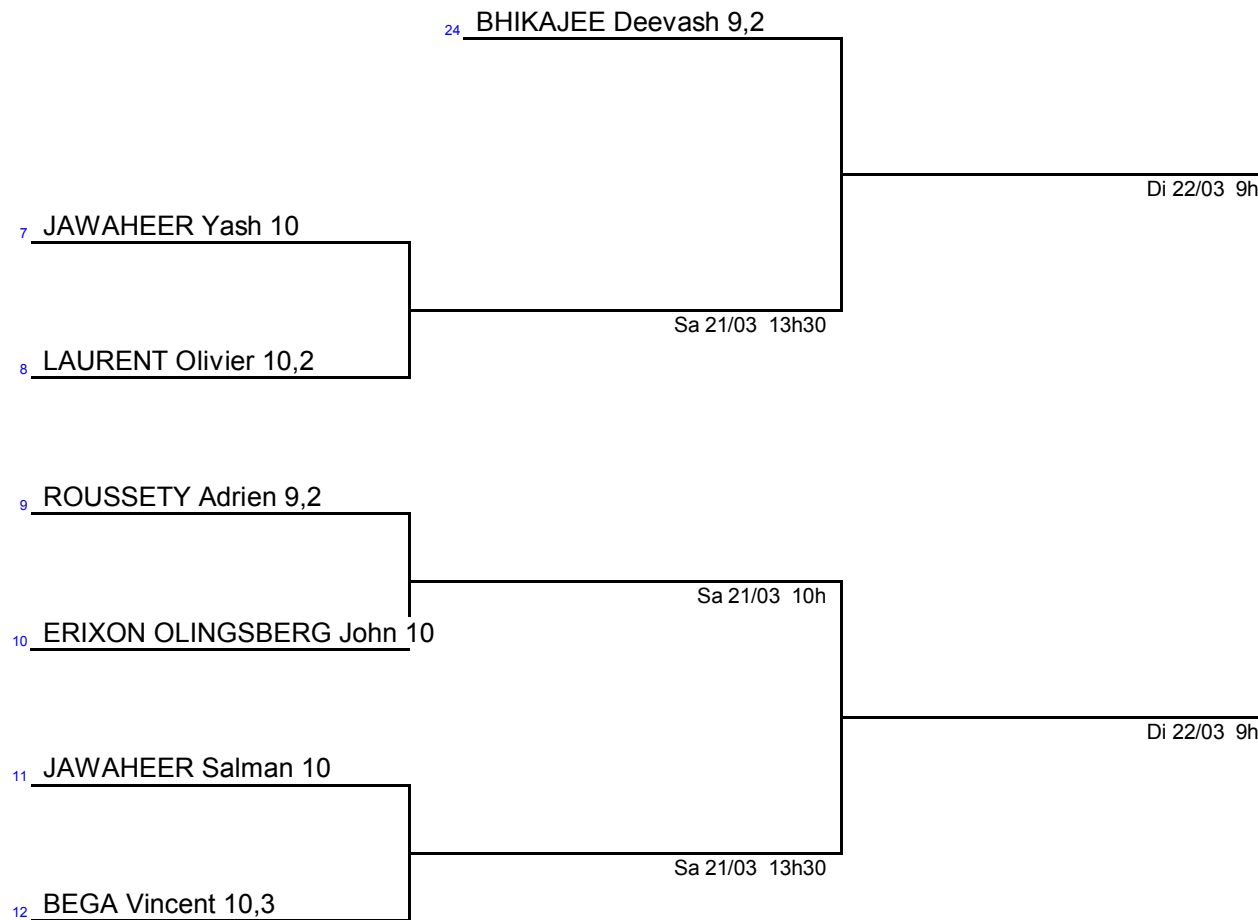 24 BHIKAJEE Deevash 9,2
Di 22/03 9h
7 JAWAHEER Yash 10
Sa 21/03 13h30
8 LAURENT Olivier 10,2
9 ROUSSETY Adrien 9,2
Sa 21/03 10h
10 ERIXON OLINGSBERG John 10
Di 22/03 9h
11 JAWAHEER Salman 10
Sa 21/03 13h30
12 BEGA Vincent 10,3